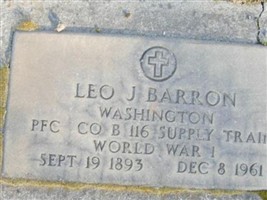 LEO J BARRON
WASHINGTON
PFC CO B 116 SUPPLY TRAIN
WORLD WAR I
SEPT 19 1893 DEC 8 1961